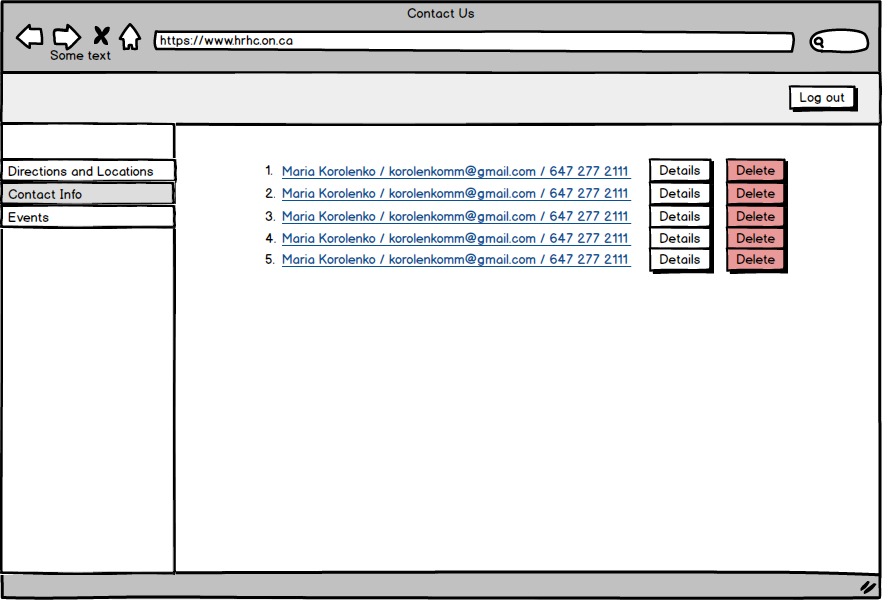 Contact Us
https://www.hrhc.on.ca
Some text
Log out
Directions and Locations
Contact Info
Events
1. Maria Korolenko / korolenkomm@gmail.com / 647 277 2111 Details Delete
2. Maria Korolenko / korolenkomm@gmail.com / 647 277 2111 Details Delete
3. Maria Korolenko / korolenkomm@gmail.com / 647 277 2111 Details Delete
4. Maria Korolenko / korolenkomm@gmail.com / 647 277 2111 Details Delete
5. Maria Korolenko / korolenkomm@gmail.com / 647 277 2111 Details Delete